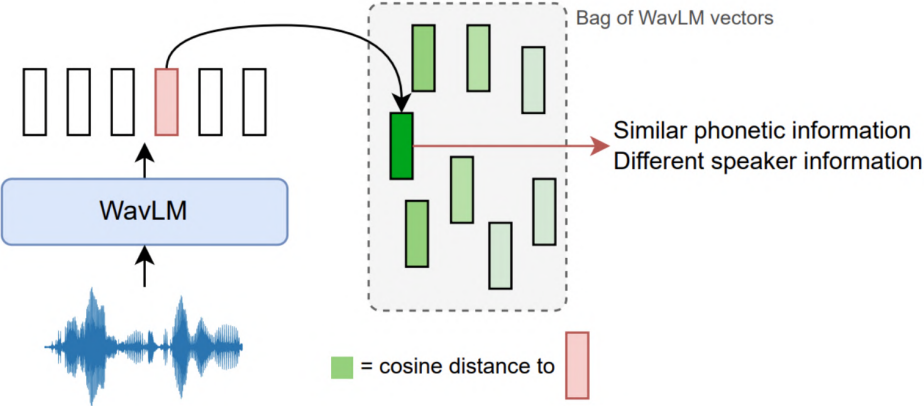 Bag of WavLM vectors
Similar phonetic information
Different speaker information
WavLM
= cosine distance to